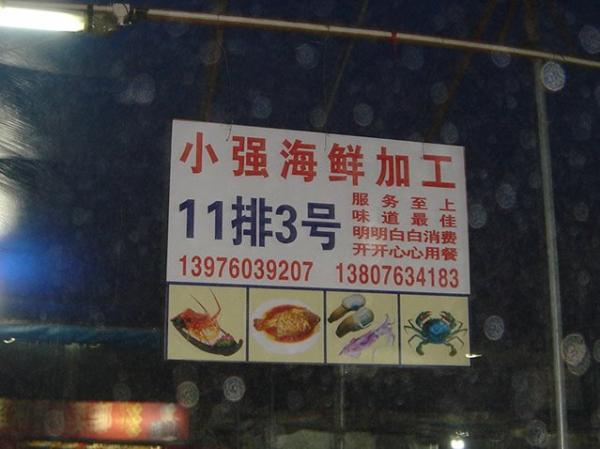 小强海鲜加工
11排3号
服务至上
味道最佳
明明白白消费
开开心心用餐
13976039207 13807634183